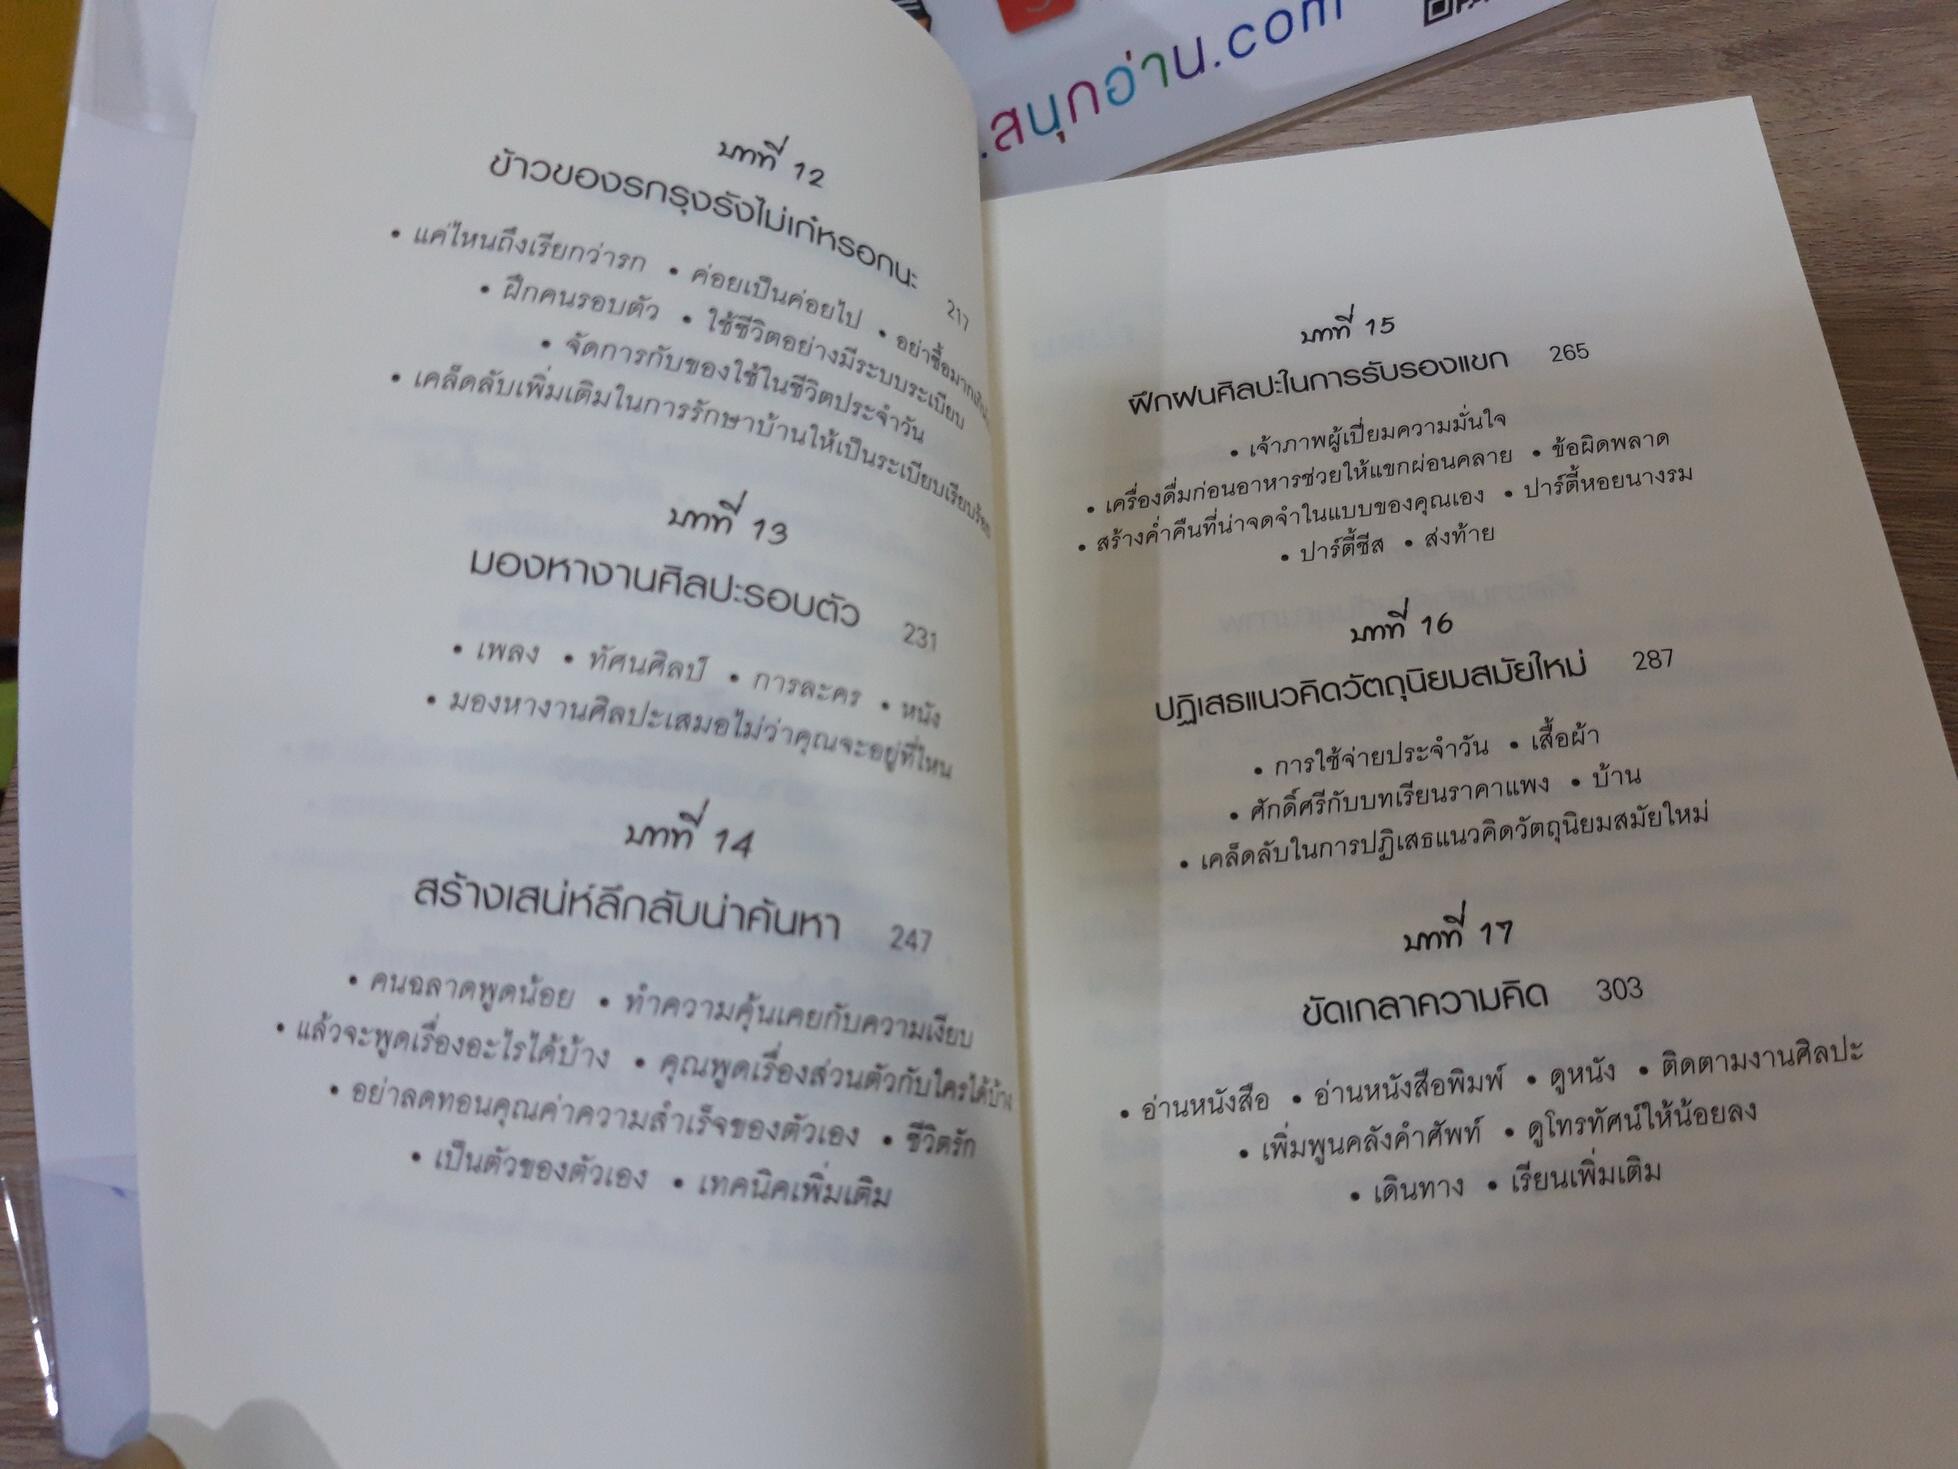 .สนุกอ่าน.com
บทที่ 12
ข้าวของรกรุงรังไม่เก๋หรอกนะ 217
• แค่ไหนถึงเรียกว่ารก • ค่อยเป็นค่อยไป • อย่าซื้อมากเกิน
• ฝึกคนรอบตัว • ใช้ชีวิตอย่างมีระบบระเบียบ
• จัดการกับของใช้ในชีวิตประจำวัน
• เคล็ดลับเพิ่มเติมในการรักษาบ้านให้เป็นระเบียบเรียบร้อย
บทที่ 13
มองหางานศิลปะรอบตัว 231
• เพลง • ทัศนศิลป์ • การละคร • หนัง
• มองหางานศิลปะเสมอไม่ว่าคุณจะอยู่ที่ไหน
บทที่ 14
สร้างเสน่ห์ลึกลับน่าค้นหา 247
• คนฉลาดพูดน้อย • ทำความคุ้นเคยกับความเงียบ
• แล้วจะพูดเรื่องอะไรได้บ้าง • คุณพูดเรื่องส่วนตัวกับใครได้บ้าง
• อย่าลดทอนคุณค่าความสำเร็จของตัวเอง • ชีวิตรัก
• เป็นตัวของตัวเอง • เทคนิคเพิ่มเติม
บทที่ 15
ฝึกฝนศิลปะในการรับรองแขก 265
• เจ้าภาพผู้เปี่ยมความมั่นใจ
• เครื่องดื่มก่อนอาหารช่วยให้แขกผ่อนคลาย • ข้อผิดพลาด
• สร้างค่ำคืนที่น่าจดจำในแบบของคุณเอง • ปาร์ตี้หอยนางรม
• ปาร์ตี้ชีส • ส่งท้าย
บทที่ 16
ปฏิเสธแนวคิดวัตถุนิยมสมัยใหม่ 287
• การใช้จ่ายประจำวัน • เสื้อผ้า
• ศักดิ์ศรีกับบทเรียนราคาแพง • บ้าน
• เคล็ดลับในการปฏิเสธแนวคิดวัตถุนิยมสมัยใหม่
บทที่ 17
ขัดเกลาความคิด 303
• อ่านหนังสือ • อ่านหนังสือพิมพ์ • ดูหนัง • ติดตามงานศิลปะ
• เพิ่มพูนคลังคำศัพท์ • ดูโทรทัศน์ให้น้อยลง
• เดินทาง • เรียนเพิ่มเติม